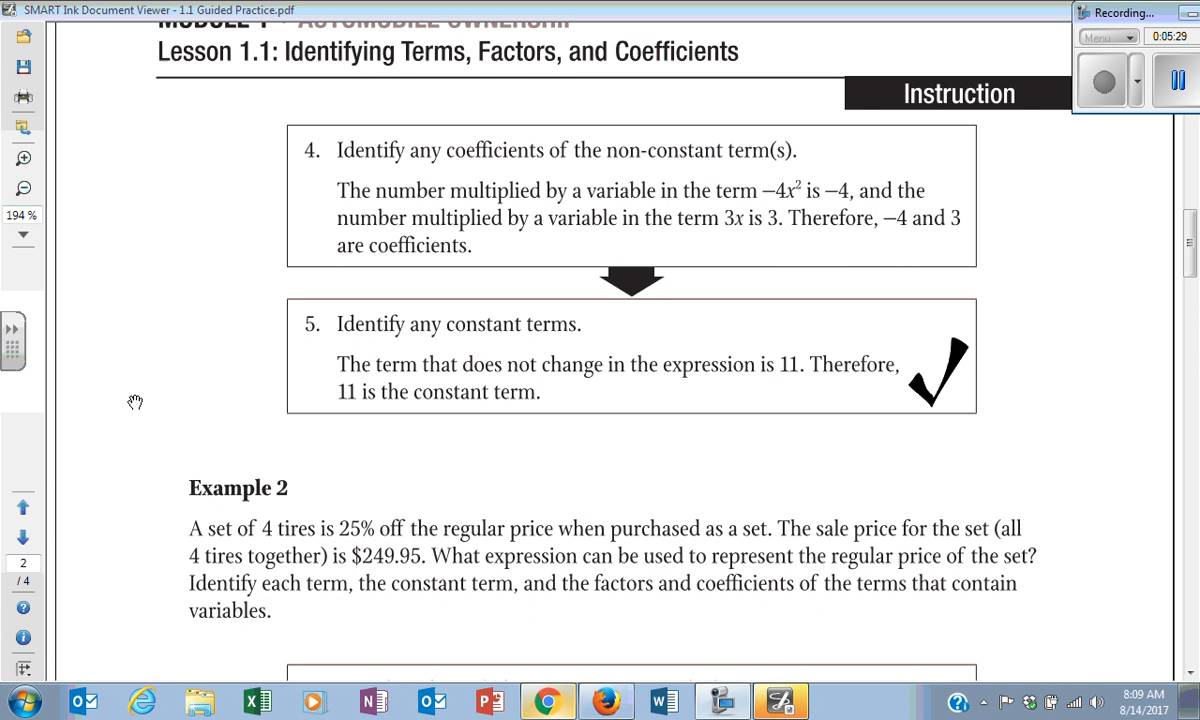 SMART Ink Document Viewer - 1.1 Guided Practice.pdf
Recording...
Menu
0:05:29
MODULE 1 • AUTOMOBILE OWNERSHIP
Lesson 1.1: Identifying Terms, Factors, and Coefficients
Instruction
4. Identify any coefficients of the non-constant term(s).
The number multiplied by a variable in the term −4x² is −4, and the
number multiplied by a variable in the term 3x is 3. Therefore, −4 and 3
are coefficients.
194 %
5. Identify any constant terms.
The term that does not change in the expression is 11. Therefore,
11 is the constant term.
Example 2
A set of 4 tires is 25% off the regular price when purchased as a set. The sale price for the set (all
4 tires together) is $249.95. What expression can be used to represent the regular price of the set?
Identify each term, the constant term, and the factors and coefficients of the terms that contain
variables.
2
/ 4
8:09 AM
8/14/2017